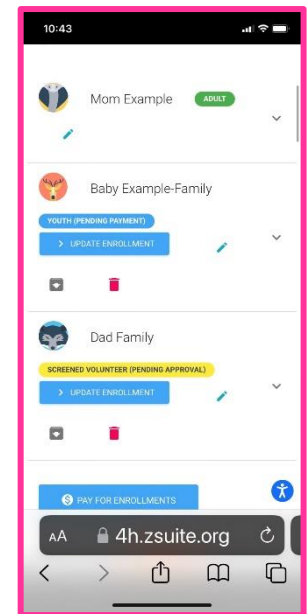 10:43
Mom Example
ADULT
Baby Example-Family
YOUTH (PENDING PAYMENT)
> UPDATE ENROLLMENT
Dad Family
SCREENED VOLUNTEER (PENDING APPROVAL)
> UPDATE ENROLLMENT
$ PAY FOR ENROLLMENTS
AA 4h.zsuite.org